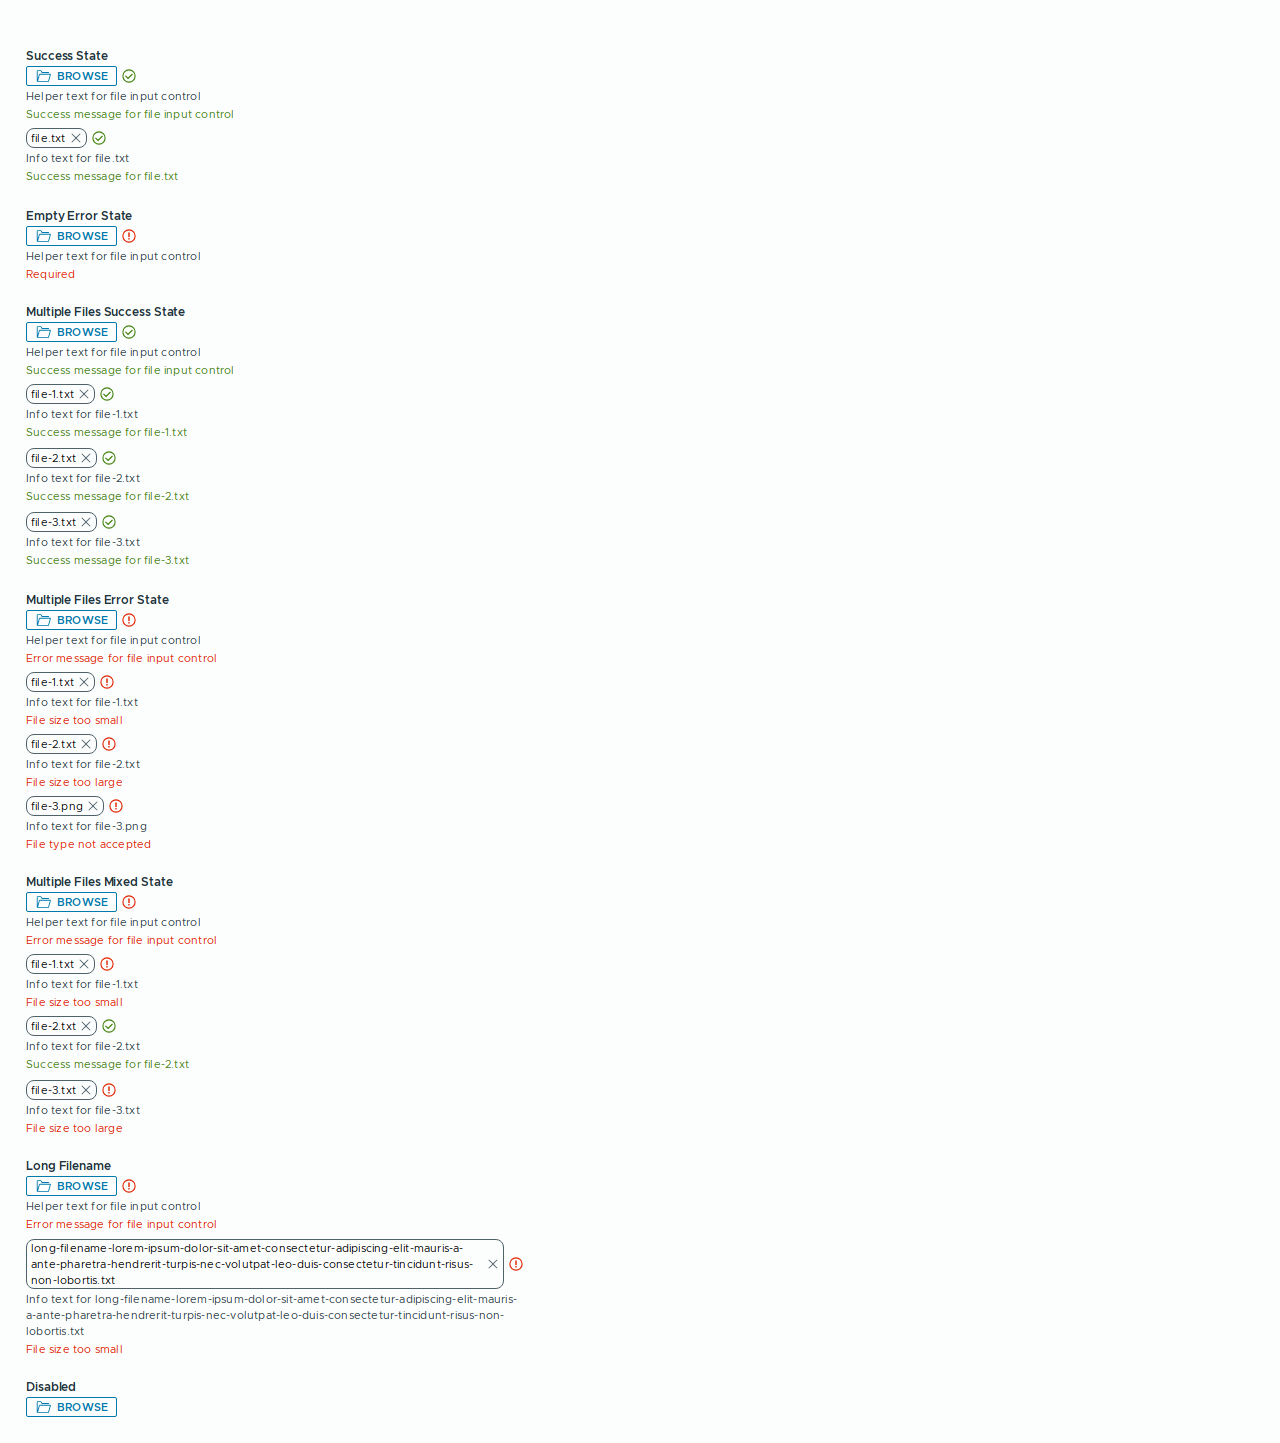 Success State
BROWSE
Helper text for file input control
Success message for file input control
file.txt
Info text for file.txt
Success message for file.txt
Empty Error State
BROWSE
Helper text for file input control
Required
Multiple Files Success State
BROWSE
Helper text for file input control
Success message for file input control
file-1.txt
Info text for file-1.txt
Success message for file-1.txt
file-2.txt
Info text for file-2.txt
Success message for file-2.txt
file-3.txt
Info text for file-3.txt
Success message for file-3.txt
Multiple Files Error State
BROWSE
Helper text for file input control
Error message for file input control
file-1.txt
Info text for file-1.txt
File size too small
file-2.txt
Info text for file-2.txt
File size too large
file-3.png
Info text for file-3.png
File type not accepted
Multiple Files Mixed State
BROWSE
Helper text for file input control
Error message for file input control
file-1.txt
Info text for file-1.txt
File size too small
file-2.txt
Info text for file-2.txt
Success message for file-2.txt
file-3.txt
Info text for file-3.txt
File size too large
Long Filename
BROWSE
Helper text for file input control
Error message for file input control
long-filename-lorem-ipsum-dolor-sit-amet-consectetur-adipiscing-elit-mauris-a-
ante-pharetra-hendrerit-turpis-nec-volutpat-leo-duis-consectetur-tincidunt-risus-
non-lobortis.txt
Info text for long-filename-lorem-ipsum-dolor-sit-amet-consectetur-adipiscing-elit-mauris-
a-ante-pharetra-hendrerit-turpis-nec-volutpat-leo-duis-consectetur-tincidunt-risus-non-
lobortis.txt
File size too small
Disabled
BROWSE